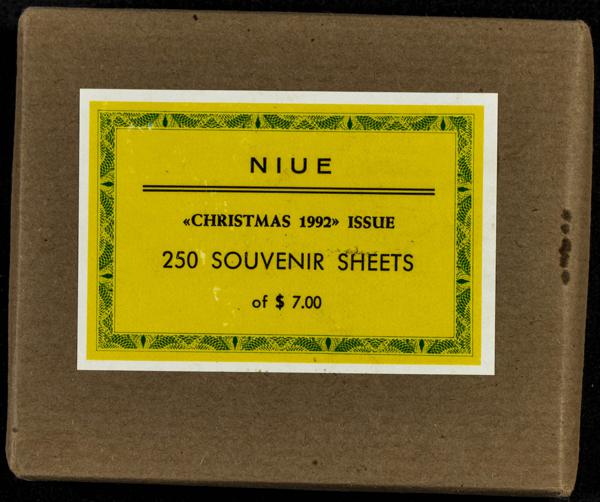 NIUE
«CHRISTMAS 1992» ISSUE
250 SOUVENIR SHEETS
of $ 7.00